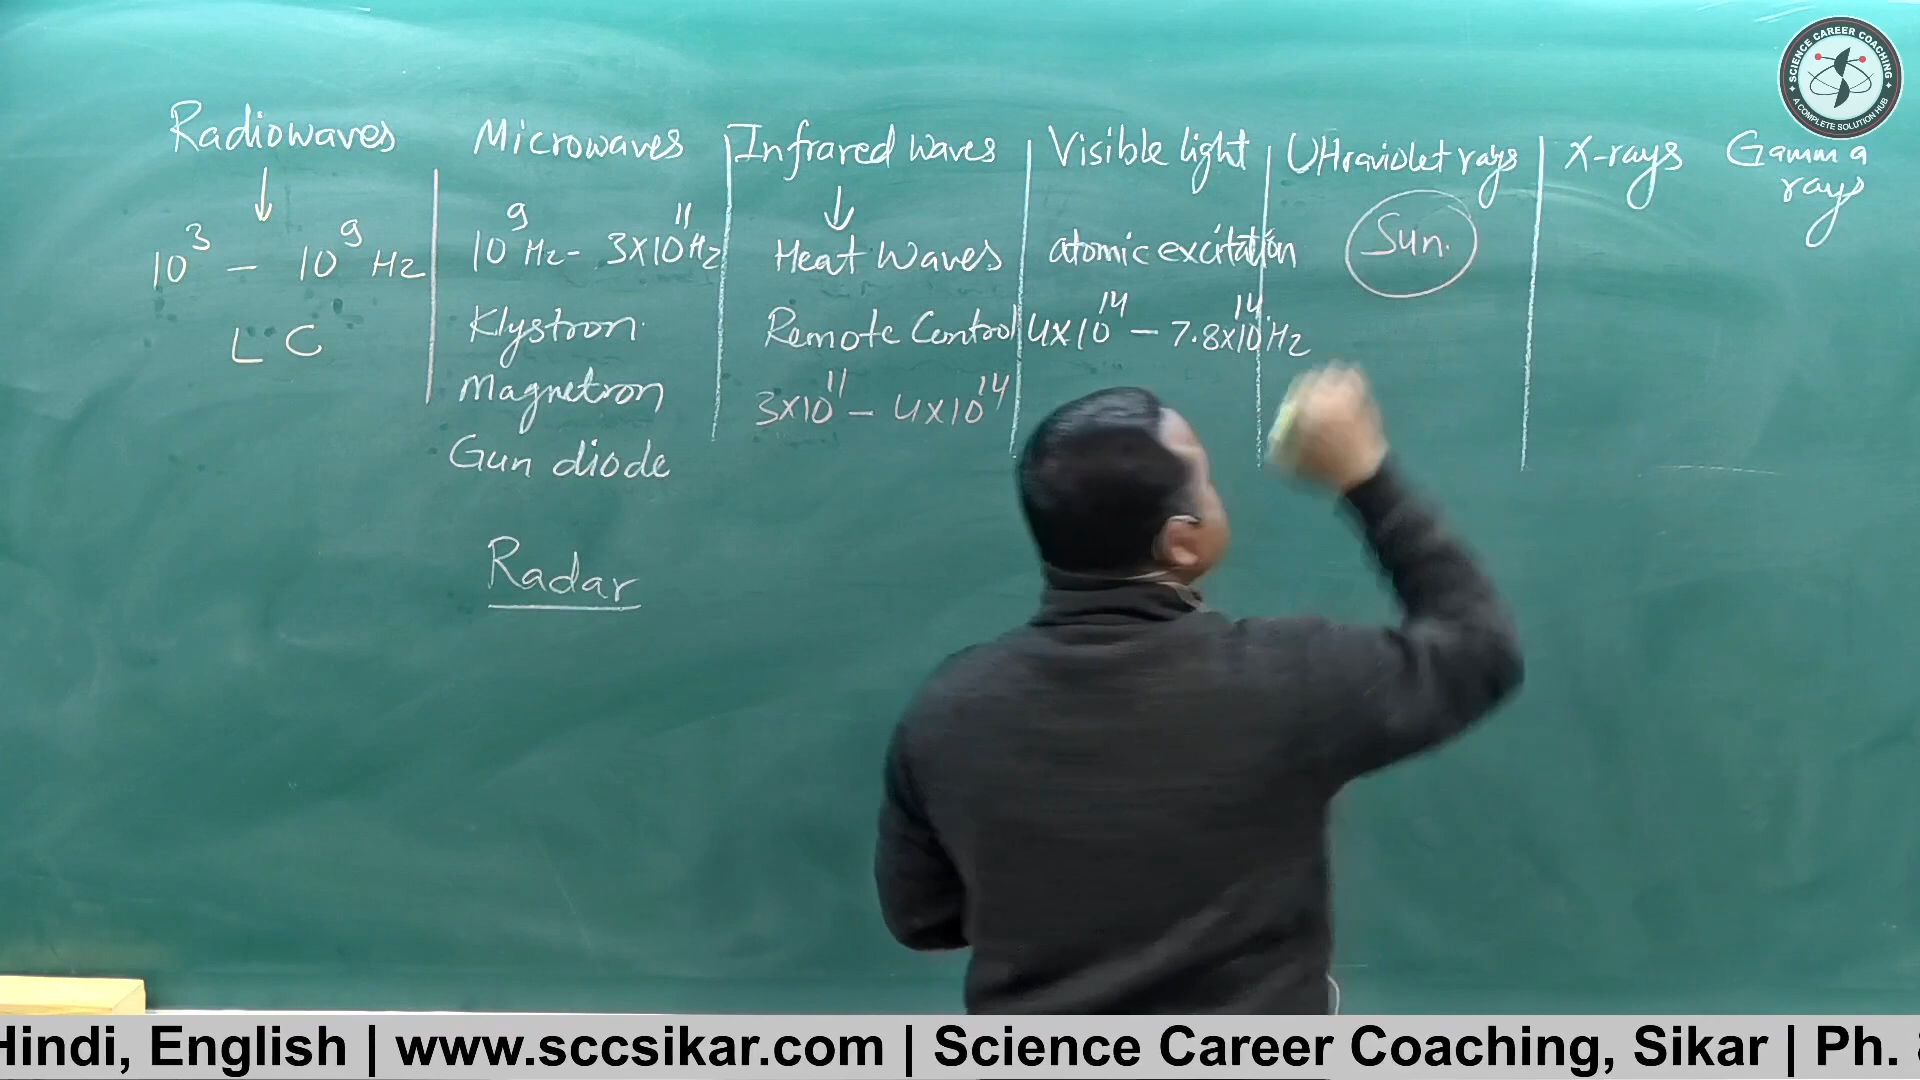 Radiowaves
10³ – 10⁹ Hz
L C
Microwaves
10⁹ Hz - 3x10¹¹ Hz
Klystron
Magnetron
Gun diode
Radar
Infrared waves
Heat Waves
Remote Control
3x10¹¹ – 4x10¹⁴
Visible light
atomic excitation
4x10¹⁴ – 7.8x10¹⁴ Hz
Ultraviolet rays
Sun.
X-rays
Gamma
rays
SCIENCE CAREER COACHING
A COMPLETE SOLUTION HUB
Hindi, English | www.sccsikar.com | Science Career Coaching, Sikar | Ph.